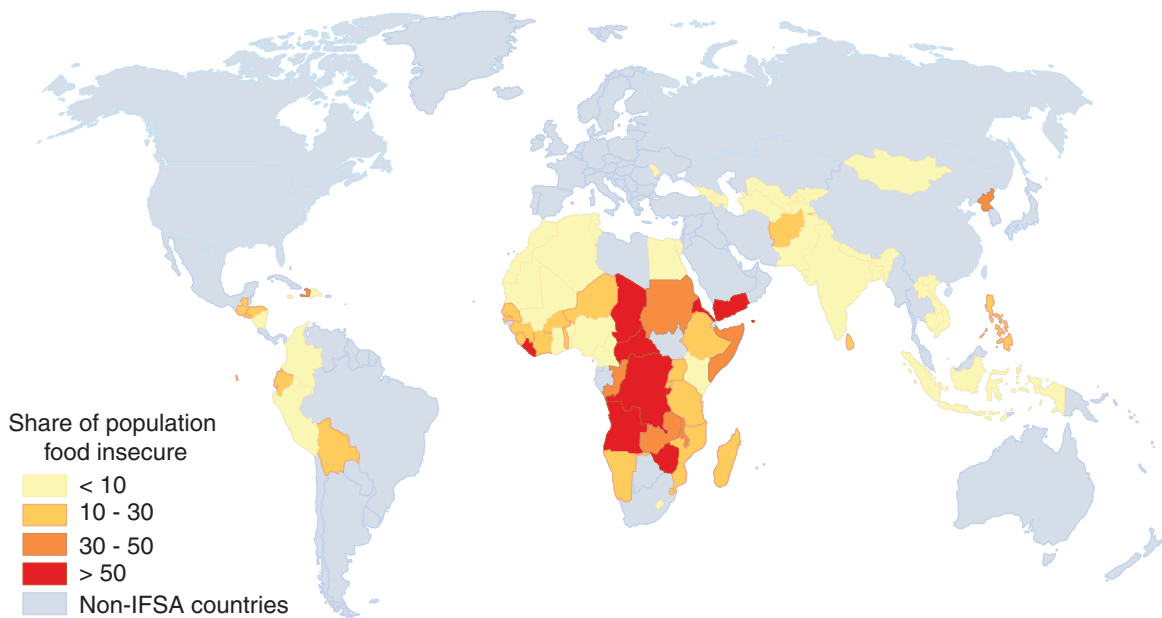 Share of population
food insecure
< 10
10 - 30
30 - 50
> 50
Non-IFSA countries